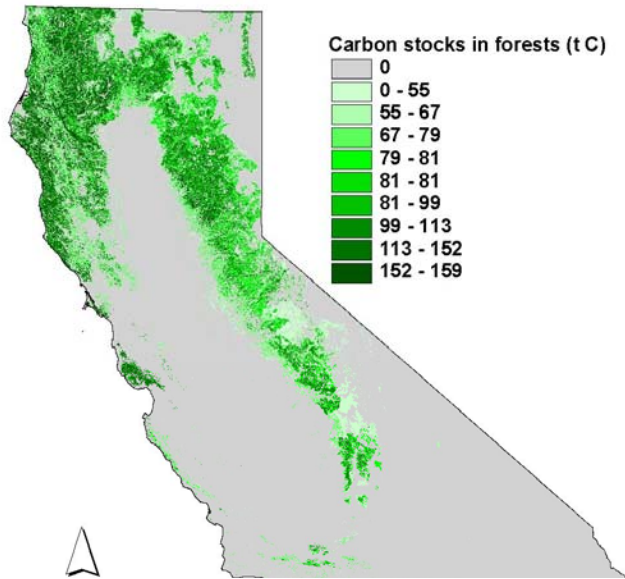 Carbon stocks in forests (t C)
0
0 - 55
55 - 67
67 - 79
79 - 81
81 - 81
81 - 99
99 - 113
113 - 152
152 - 159